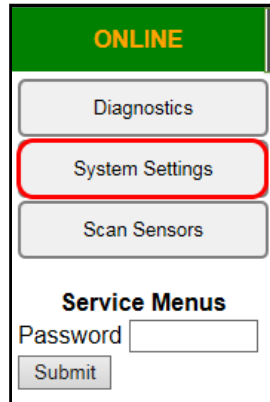 ONLINE
Diagnostics
System Settings
Scan Sensors
Service Menus
Password
Submit